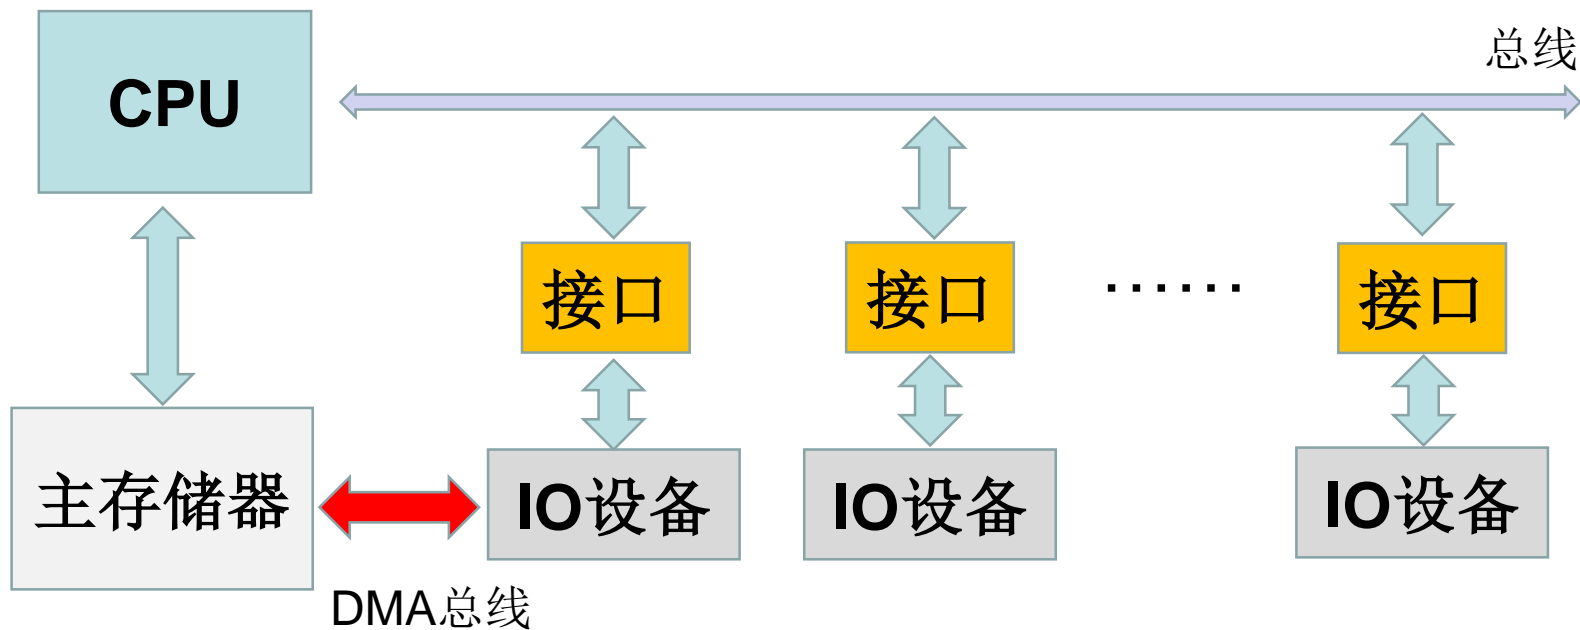 总线
CPU
接口 接口 ...... 接口
主存储器 IO设备 IO设备 IO设备
DMA总线